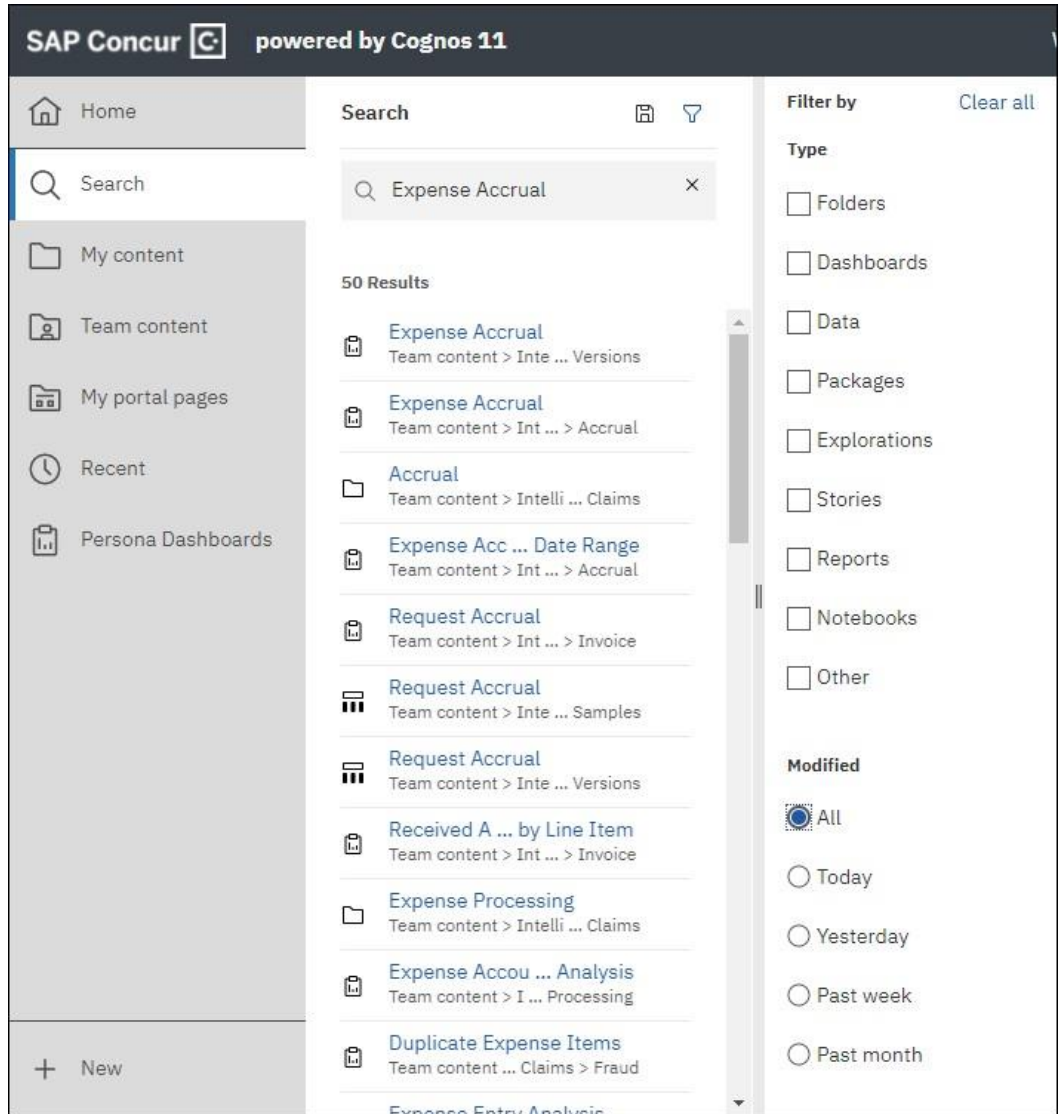 SAP Concur C powered by Cognos 11
Home
Search
My content
Team content
My portal pages
Recent
Persona Dashboards
New
Search
Expense Accrual
50 Results
Expense Accrual
Team content > Inte ... Versions
Expense Accrual
Team content > Int ... > Accrual
Accrual
Team content > Intelli ... Claims
Expense Acc ... Date Range
Team content > Int ... > Accrual
Request Accrual
Team content > Int ... > Invoice
Request Accrual
Team content > Inte ... Samples
Request Accrual
Team content > Inte ... Versions
Received A ... by Line Item
Team content > Int ... > Invoice
Expense Processing
Team content > Intelli ... Claims
Expense Accou ... Analysis
Team content > I ... Processing
Duplicate Expense Items
Team content ... Claims > Fraud
Expense Entry Analysis
Filter by Clear all
Type
Folders
Dashboards
Data
Packages
Explorations
Stories
Reports
Notebooks
Other
Modified
All
Today
Yesterday
Past week
Past month